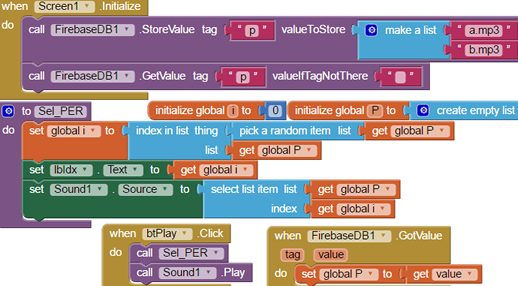 when Screen1 .Initialize
do call FirebaseDB1 .StoreValue tag " p " valueToStore make a list " a.mp3 "
" b.mp3 "
call FirebaseDB1 .GetValue tag " p " valueIfTagNotThere " "
to Sel_PER initialize global i to 0 initialize global P to create empty list
do set global i to index in list thing pick a random item list get global P
list get global P
set lbIdx . Text to get global i
set Sound1 . Source to select list item list get global P
index get global i
when btPlay .Click
do call Sel_PER
call Sound1 .Play
when FirebaseDB1 .GotValue
tag value
do set global P to get value